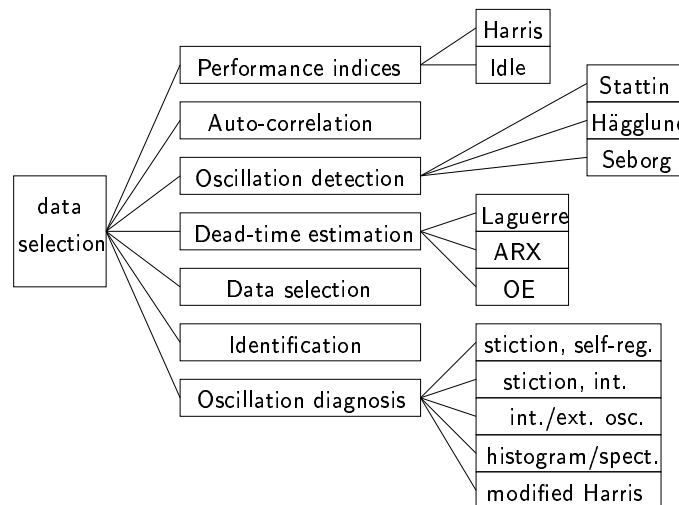 data
selection
Performance indices
Harris
Idle
Auto-correlation
Oscillation detection
Stattin
Hägglund
Seborg
Dead-time estimation
Laguerre
ARX
OE
Data selection
Identification
Oscillation diagnosis
stiction, self-reg.
stiction, int.
int./ext. osc.
histogram/spect.
modified Harris